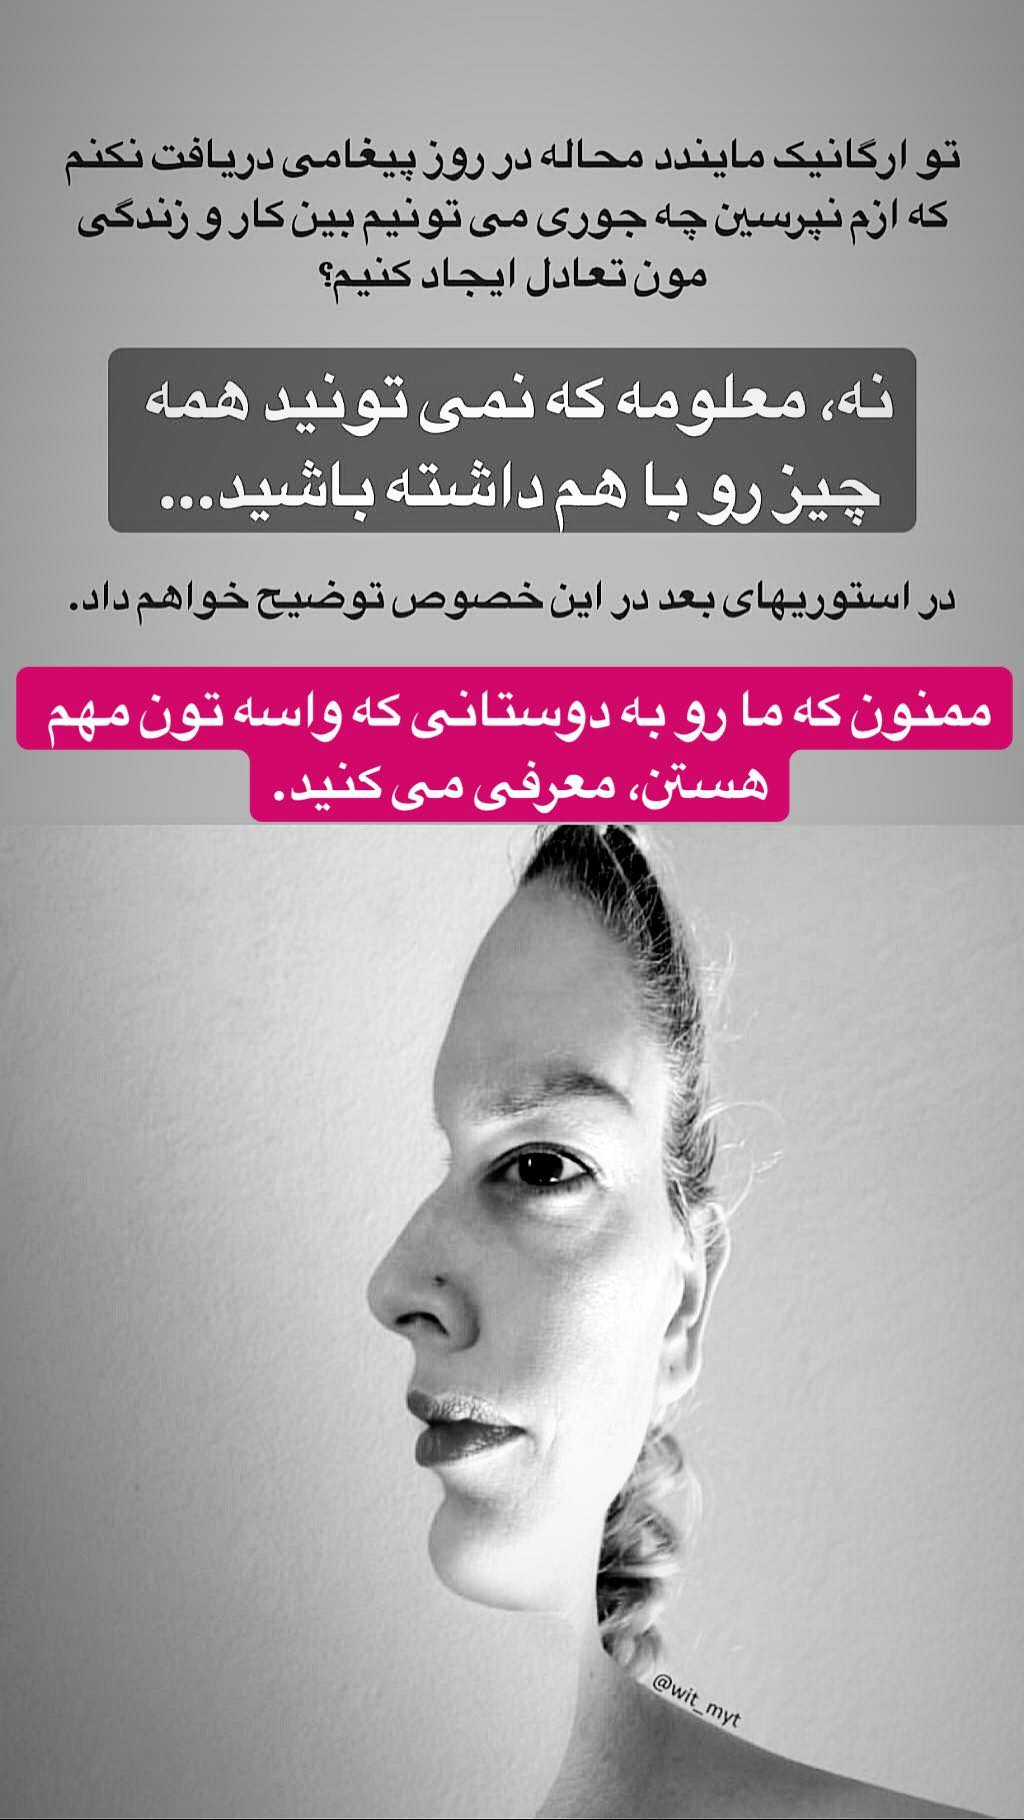 تو ارگانیک مایندد محاله در روز پیغامی دریافت نکنم
که ازم نپرسین چه جوری می تونیم بین کار و زندگی
مون تعادل ایجاد کنیم؟
نه، معلومه که نمی تونید همه
چیز رو با هم داشته باشید...
در استوریهای بعد در این خصوص توضیح خواهم داد.
ممنون که ما رو به دوستانی که واسه تون مهم
هستن، معرفی می کنید.
@wit_myt